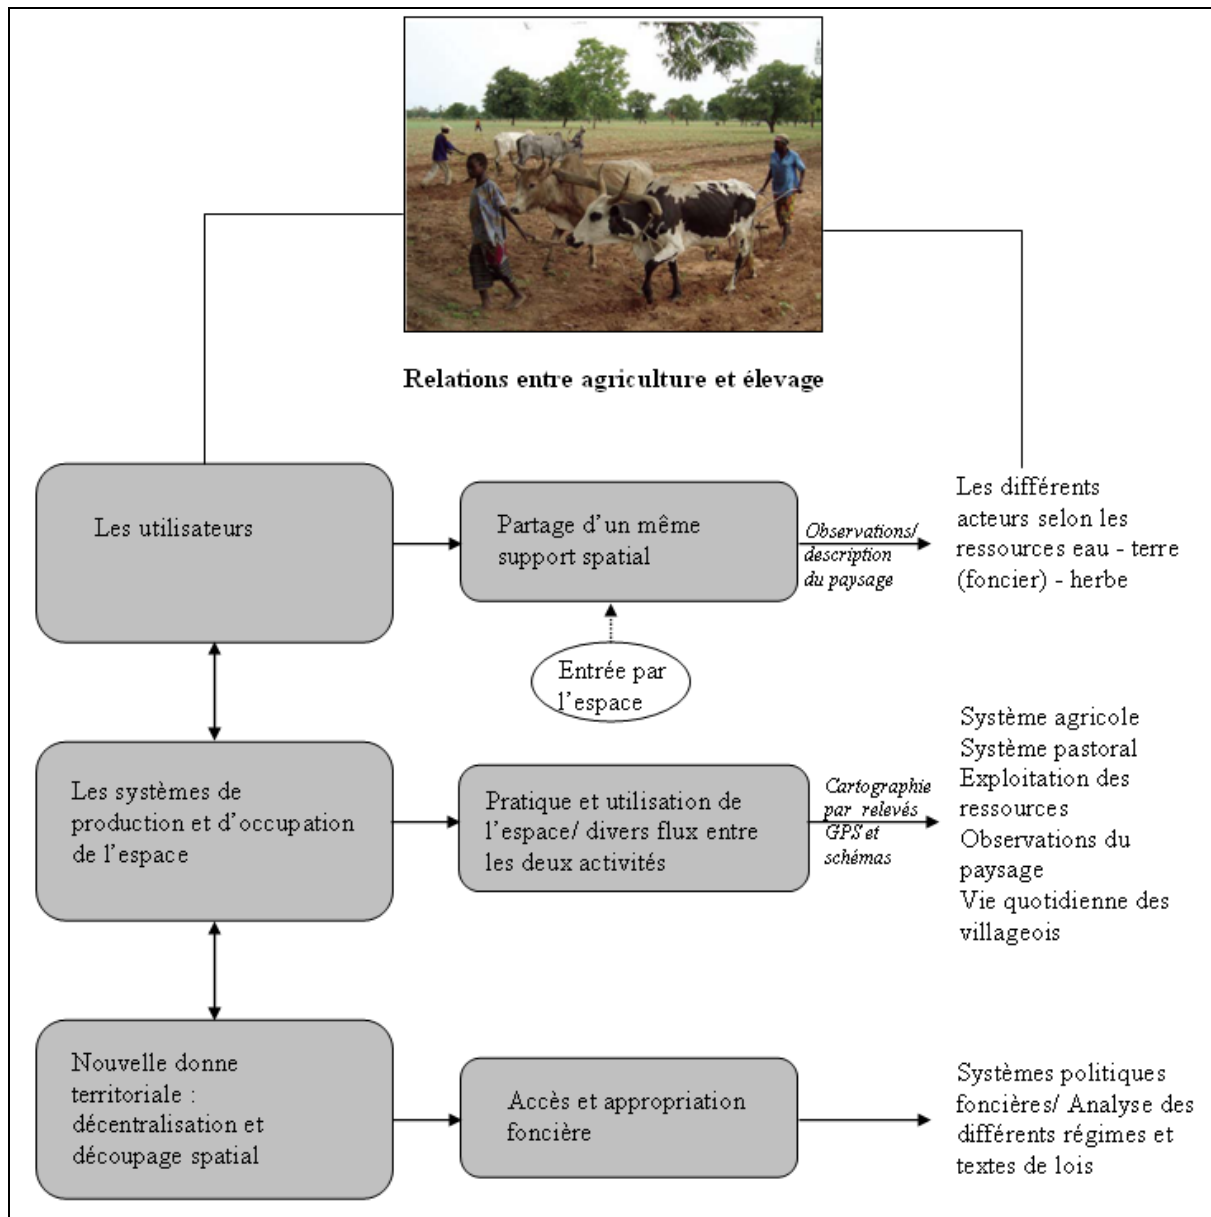 Relations entre agriculture et élevage
Les utilisateurs
Partage d'un même
support spatial
Observations/
description
du paysage
Les différents
acteurs selon les
ressources eau - terre
(foncier) - herbe
Entrée par
l'espace
Les systèmes de
production et d'occupation
de l'espace
Pratique et utilisation de
l'espace/ divers flux entre
les deux activités
Cartographie
par relevés
GPS et
schémas
Système agricole
Système pastoral
Exploitation des
ressources
Observations du
paysage
Vie quotidienne des
villageois
Nouvelle donne
territoriale :
décentralisation et
découpage spatial
Accès et appropriation
foncière
Systèmes politiques
foncières/ Analyse des
différents régimes et
textes de lois